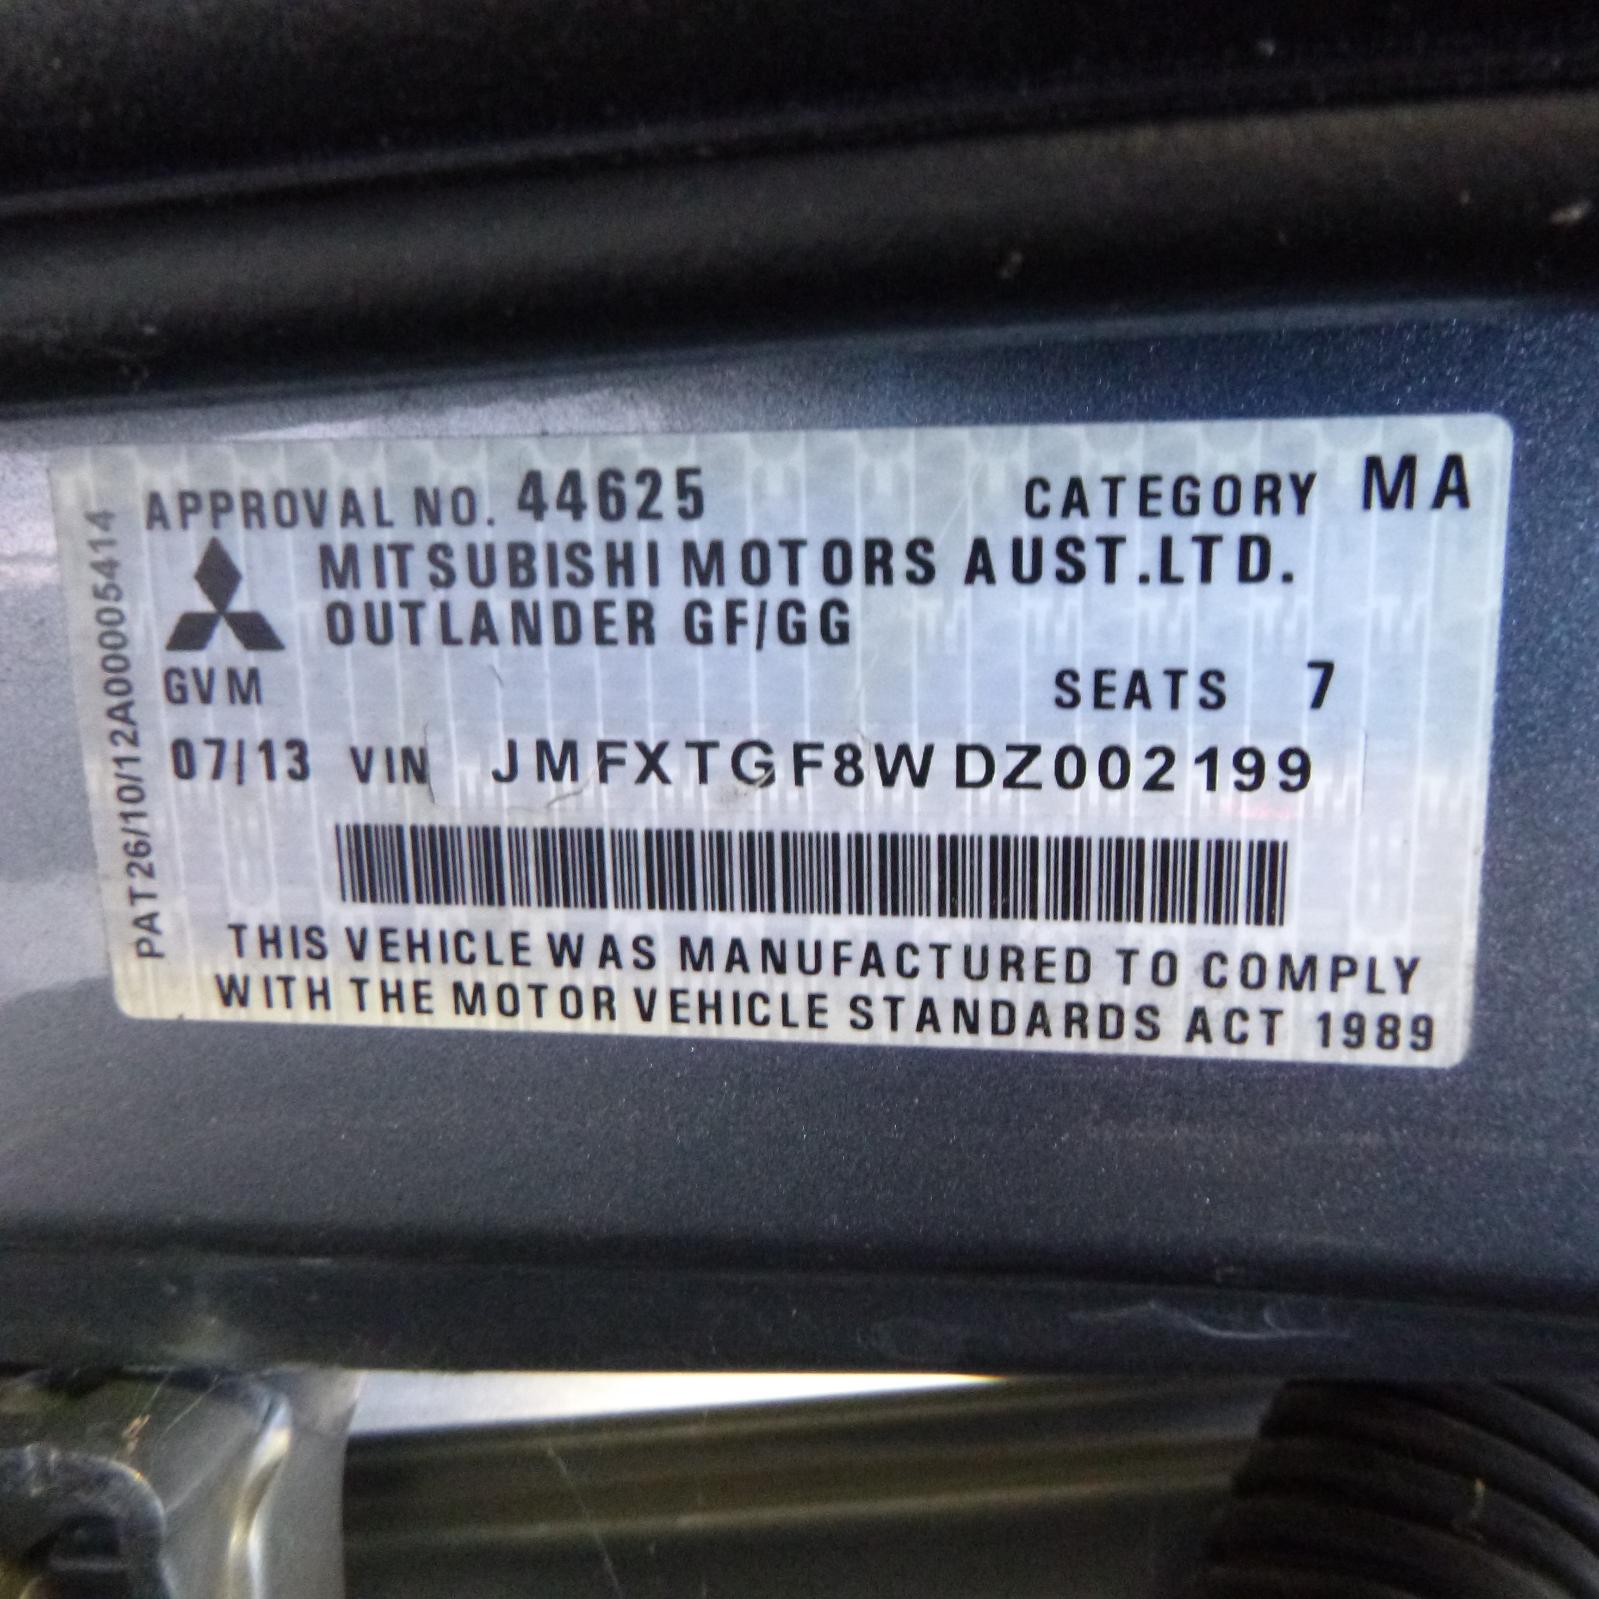 APPROVAL NO. 44625 CATEGORY MA
MITSUBISHI MOTORS AUST.LTD.
OUTLANDER GF/GG
GVM SEATS 7
07/13 VIN JMFXTGF8WDZ002199
THIS VEHICLE WAS MANUFACTURED TO COMPLY
WITH THE MOTOR VEHICLE STANDARDS ACT 1989
PAT26/10/12A00005414